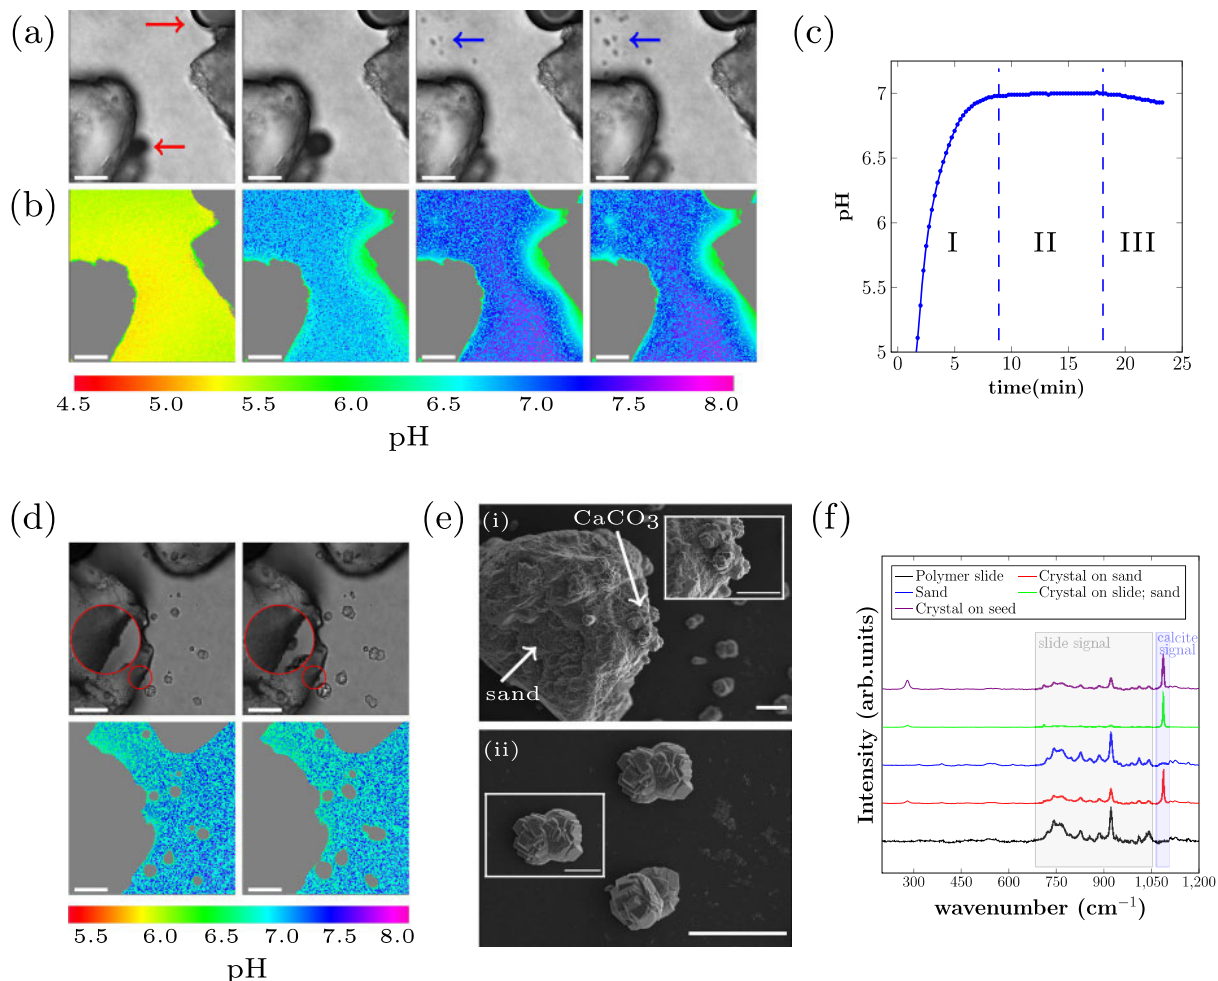 (a)
(b)
4.5 5.0 5.5 6.0 6.5 7.0 7.5 8.0
pH
(c)
pH
7
6.5
6
5.5
5
I II III
0 5 10 15 20 25
time(min)
(d)
5.5 6.0 6.5 7.0 7.5 8.0
pH
(e)
(i)
CaCO3
sand
(ii)
(f)
Intensity (arb.units)
Polymer slide
Crystal on sand
Sand
Crystal on slide; sand
Crystal on seed
slide signal
calcite
signal
300 450 600 750 900 1,050 1,200
wavenumber (cm−1)